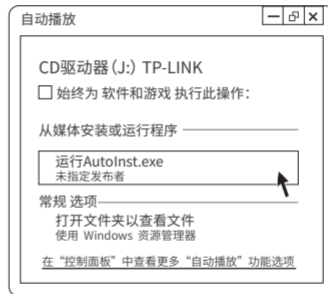 自动播放
CD驱动器(J:) TP-LINK
始终为 软件和游戏 执行此操作:
从媒体安装或运行程序
运行AutoInst.exe
未指定发布者
常规 选项
打开文件夹以查看文件
使用 Windows 资源管理器
在“控制面板”中查看更多“自动播放”功能选项